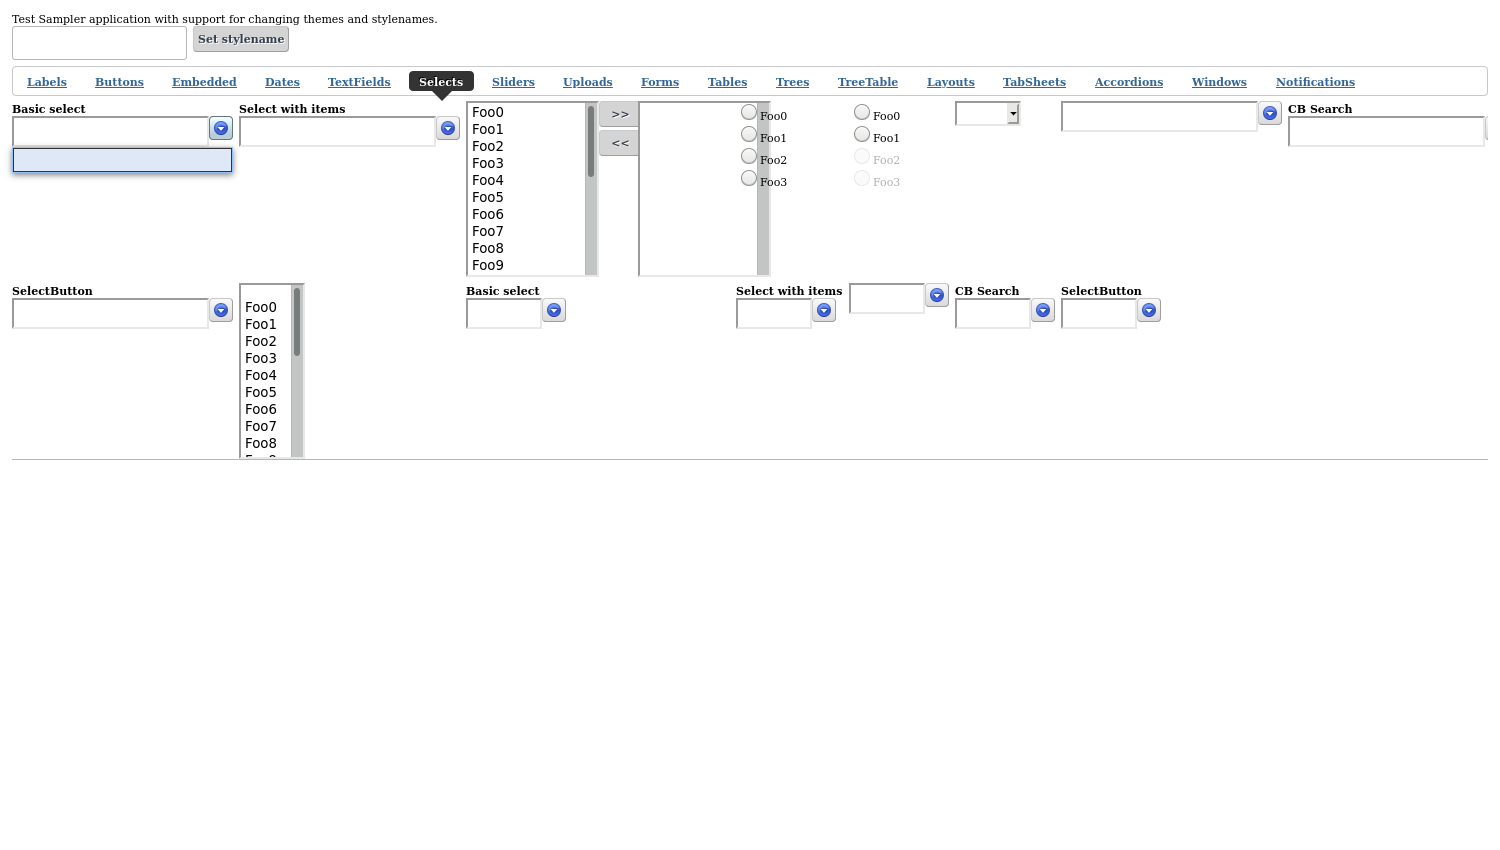 Test Sampler application with support for changing themes and stylenames.
Set stylename
Labels Buttons Embedded Dates TextFields Selects Sliders Uploads Forms Tables Trees TreeTable Layouts TabSheets Accordions Windows Notifications
Basic select
Select with items
Foo0
Foo1
Foo2
Foo3
Foo4
Foo5
Foo6
Foo7
Foo8
Foo9
>>
<<
Foo0
Foo1
Foo2
Foo3
Foo0
Foo1
Foo2
Foo3
CB Search
SelectButton
Foo0
Foo1
Foo2
Foo3
Foo4
Foo5
Foo6
Foo7
Foo8
Basic select
Select with items
CB Search
SelectButton